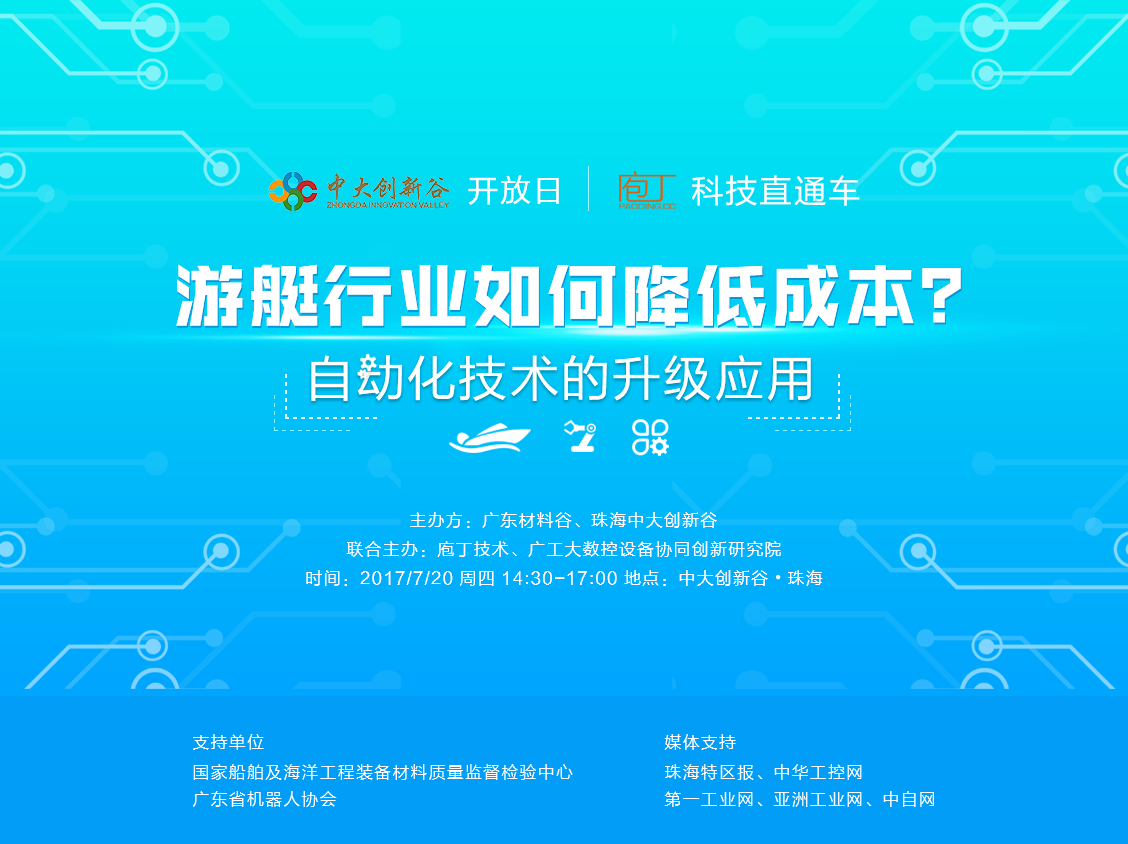 中大创新谷 开放日 庖丁 科技直通车
ZHONGDA INNOVATION VALLEY PAODING.CC
游艇行业如何降低成本?
自动化技术的升级应用
主办方：广东材料谷、珠海中大创新谷
联合主办：庖丁技术、广工大数控设备协同创新研究院
时间：2017/7/20 周四 14:30-17:00 地点：中大创新谷·珠海
支持单位
国家船舶及海洋工程装备材料质量监督检验中心
广东省机器人协会
媒体支持
珠海特区报、中华工控网
第一工业网、亚洲工业网、中自网